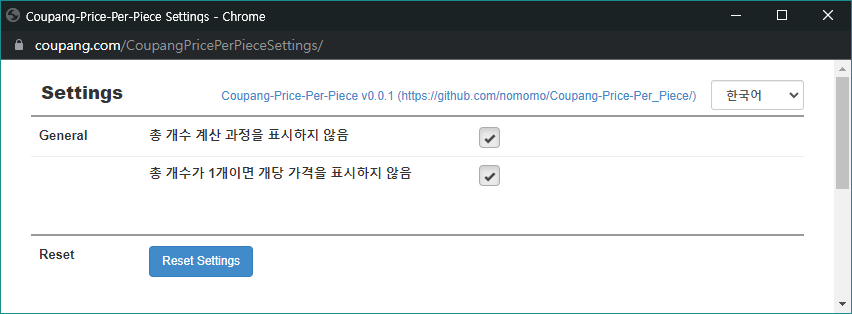 Coupang-Price-Per-Piece Settings - Chrome
coupang.com/CoupangPricePerPieceSettings/
Settings
Coupang-Price-Per-Piece v0.0.1 (https://github.com/nomomo/Coupang-Price-Per_Piece/)
한국어
General
총 개수 계산 과정을 표시하지 않음
총 개수가 1개이면 개당 가격을 표시하지 않음
Reset
Reset Settings